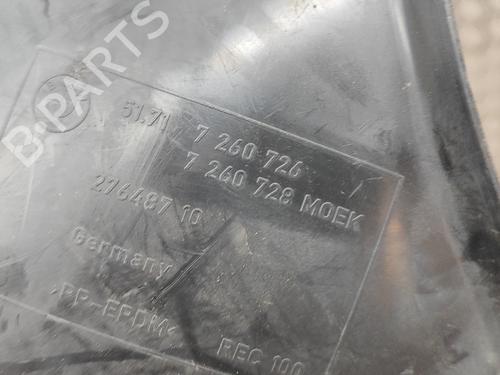 B-PARTS
51.71 7 260 726
7 260 728 MOEK
276487 10
Germany
>PP-EPDM<
REC 100